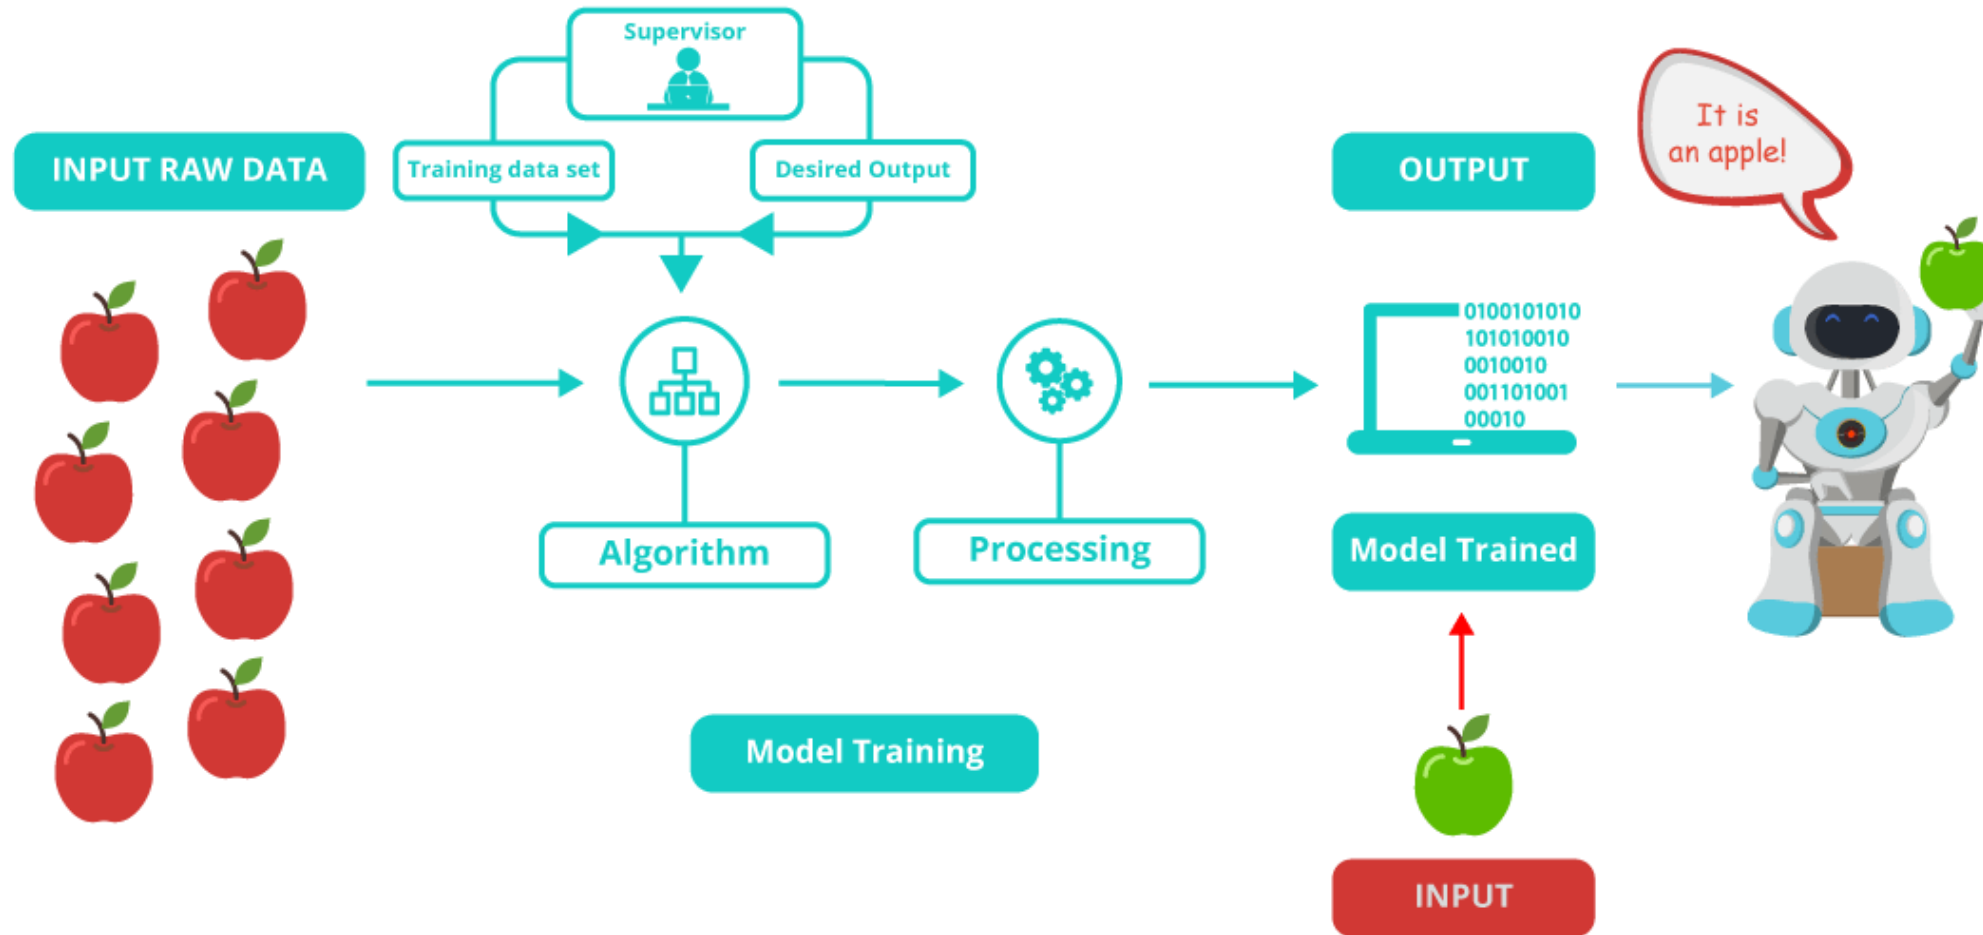 Supervisor
INPUT RAW DATA
Training data set
Desired Output
OUTPUT
It is
an apple!
0100101010
101010010
0010010
001101001
00010
Algorithm
Processing
Model Trained
Model Training
INPUT